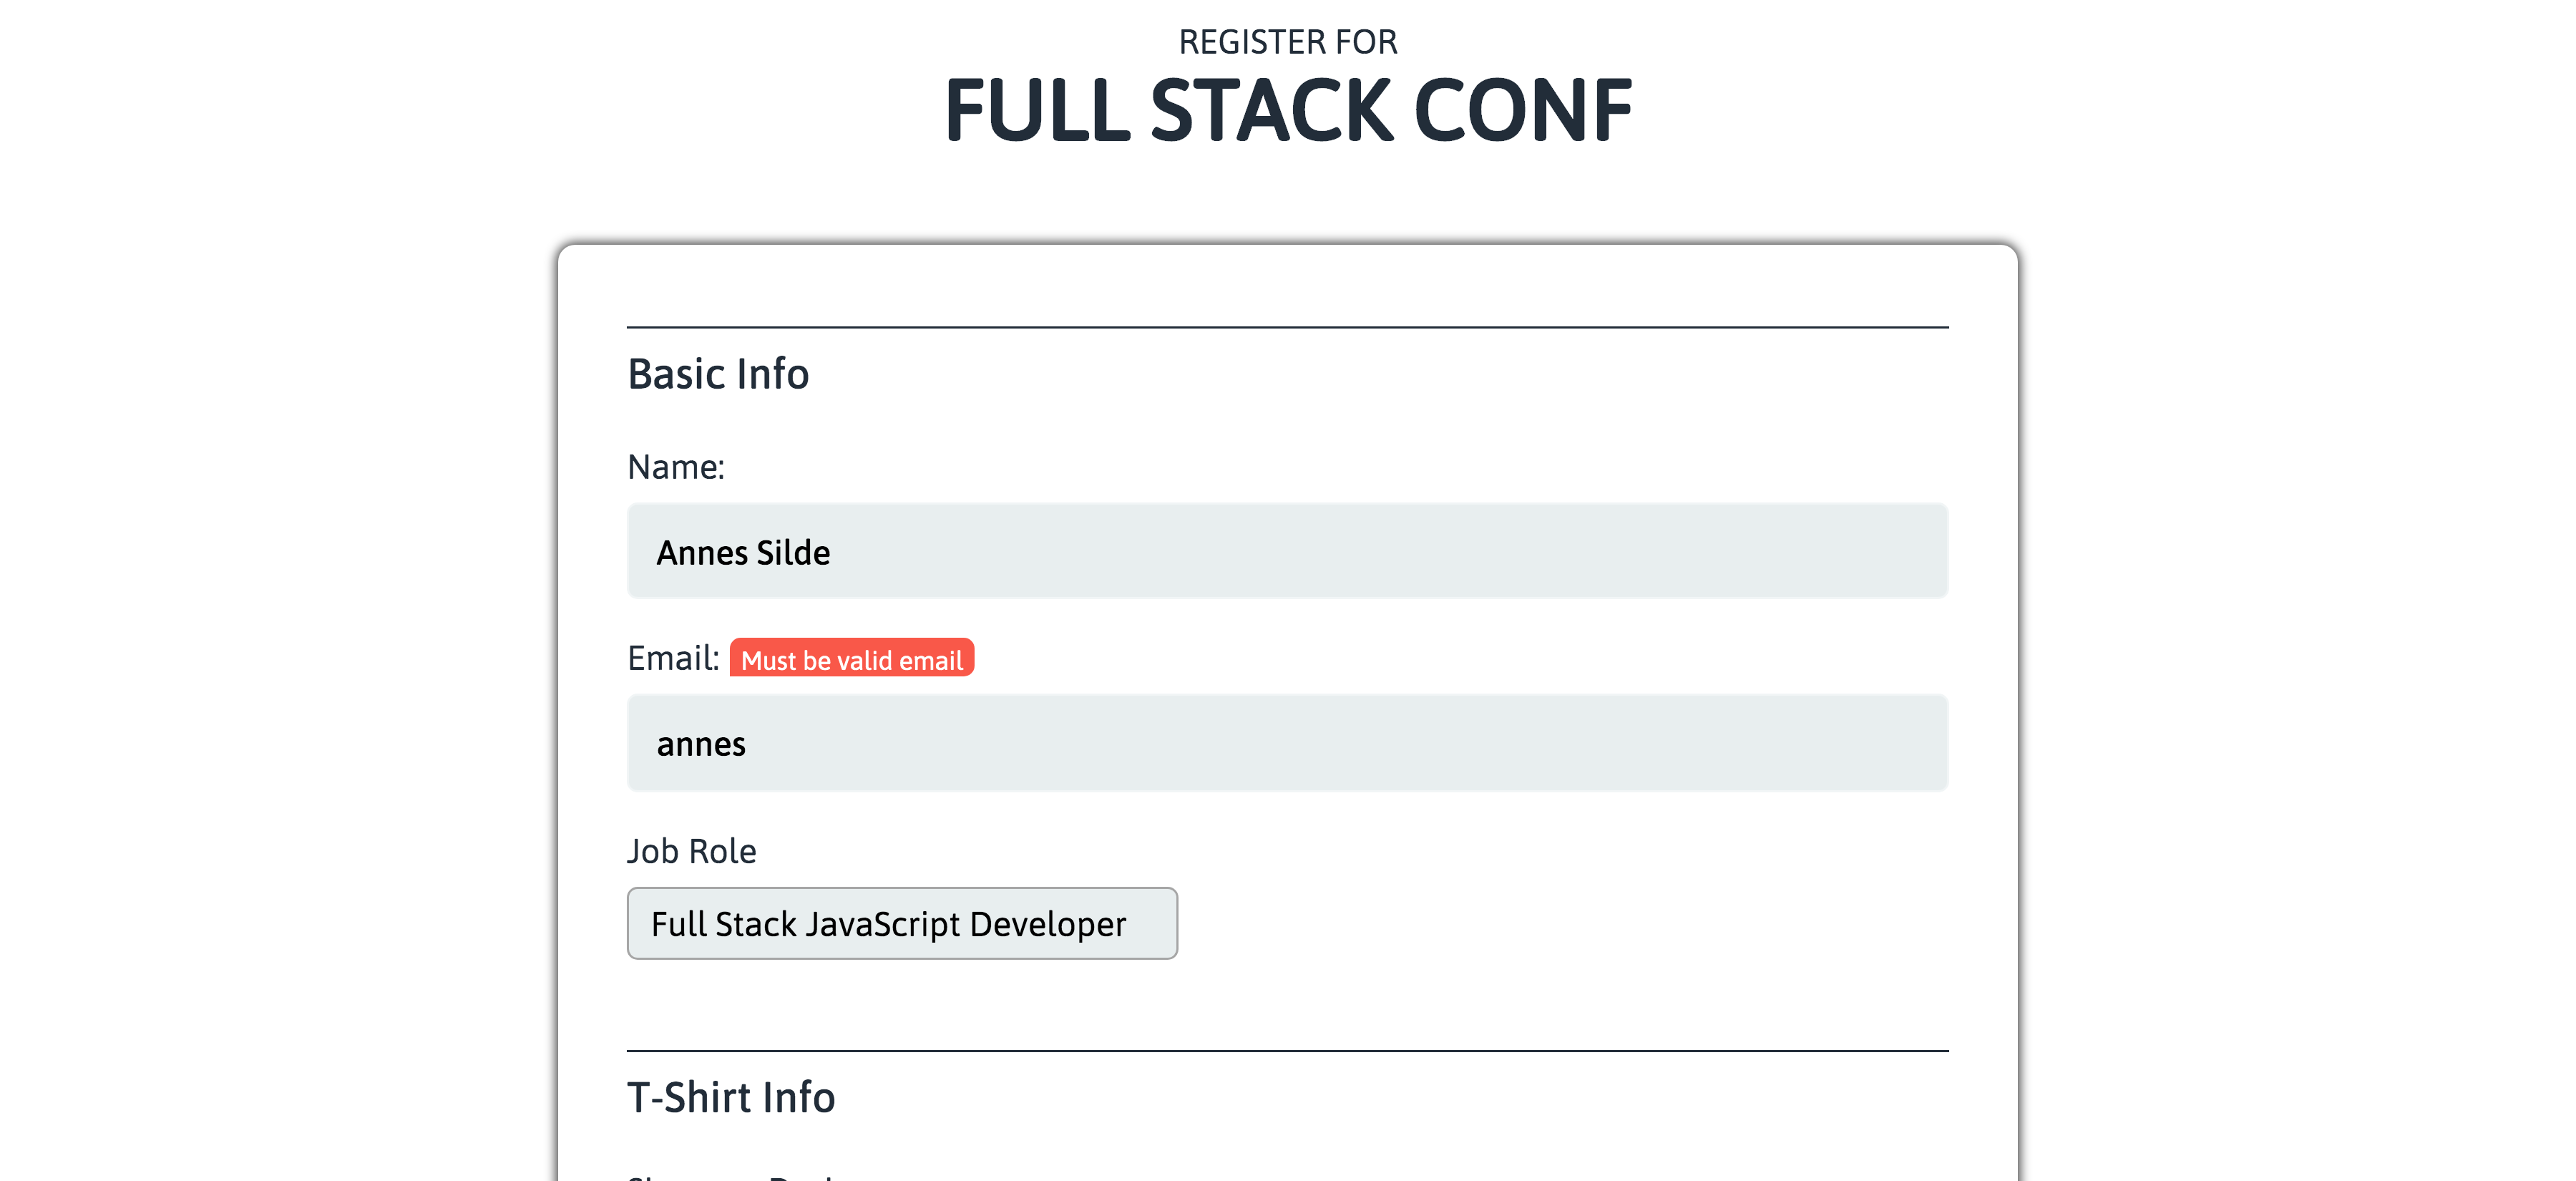 REGISTER FOR
FULL STACK CONF
Basic Info
Name:
Annes Silde
Email: Must be valid email
annes
Job Role
Full Stack JavaScript Developer
T-Shirt Info